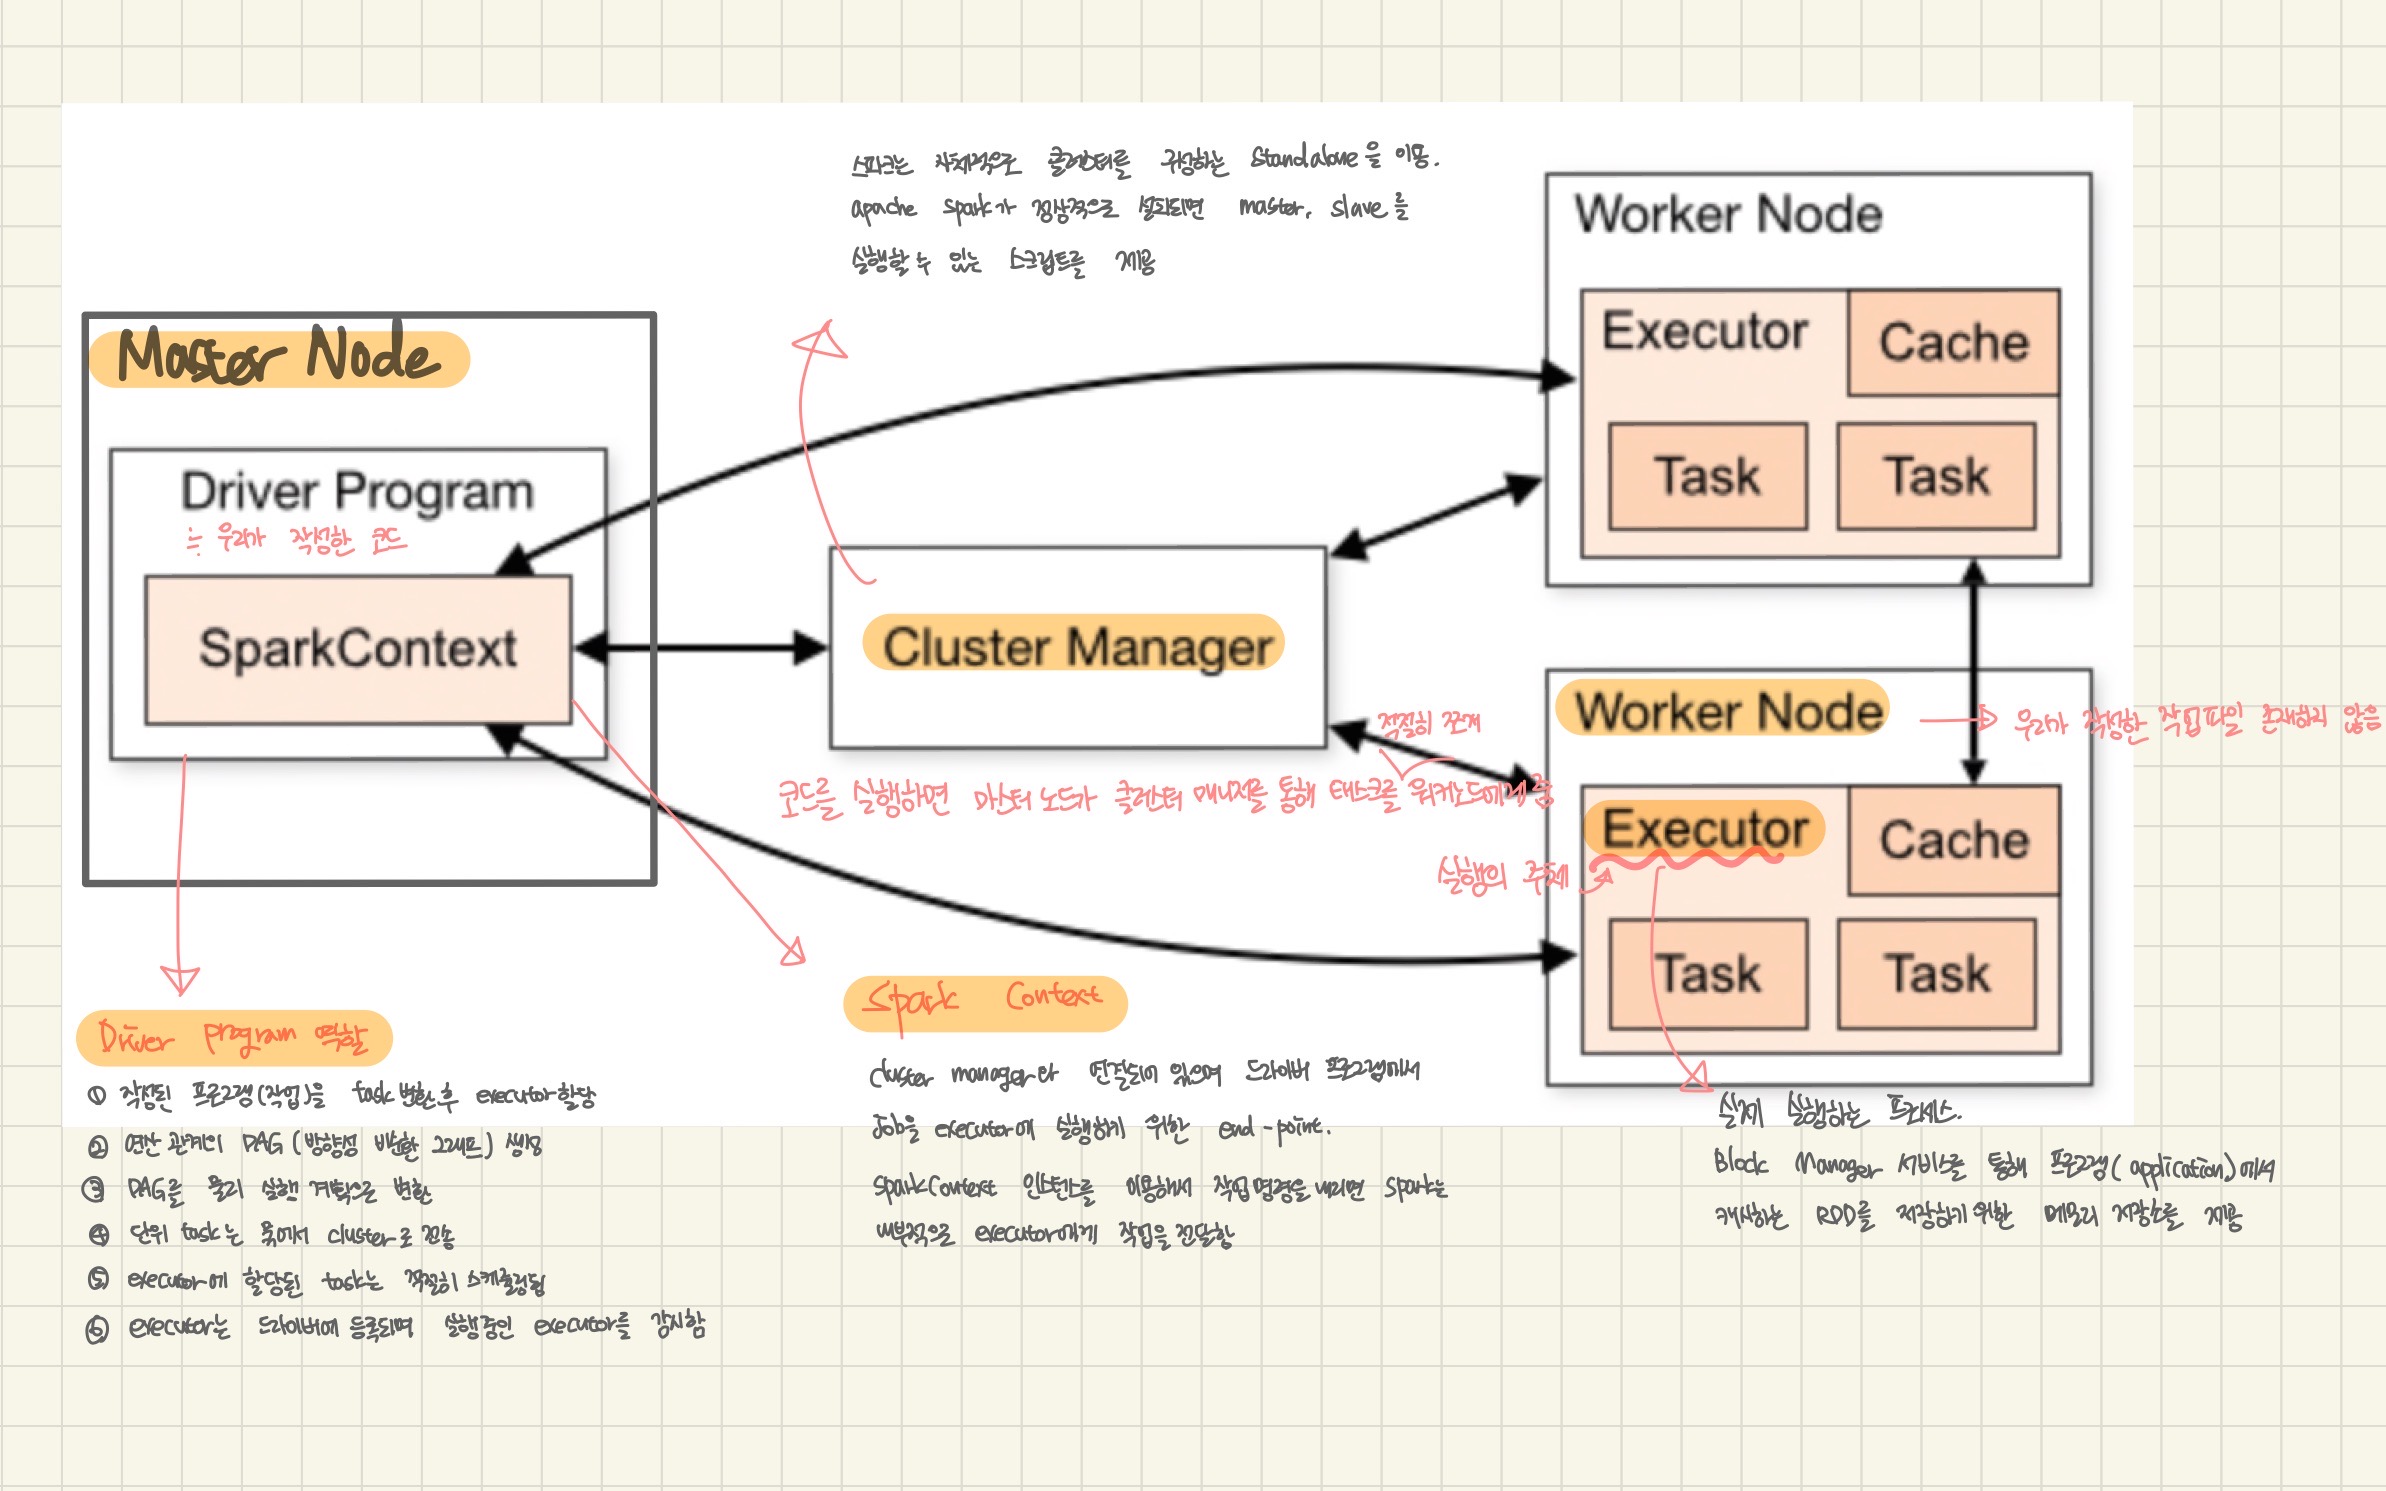 스파크는 자체적으로 클러스터를 구성하는 Standalone을 이용.
apache spark가 정상적으로 설치되면 master, slave를
실행할 수 있는 스크립트를 제공
Master Node
Driver Program
≒ 우리가 작성한 코드
SparkContext
Cluster Manager
Worker Node
Executor
Cache
Task
Task
적절히 쪼개
코드를 실행하면 마스터 노드가 클러스터 매니저를 통해 태스크를 워커노드에게 줌
Worker Node
우리가 작성한 작업파일 존재하지 않음
Executor
Cache
실행의 주체
Task
Task
Driver program 역할
① 작성된 프로그램(작업)을 task 변환 후 executor 할당
② 연산 관계의 DAG (방향성 비순환 그래프) 생성
③ DAG를 물리 실행 계획으로 변환
④ 단위 task는 묶여서 cluster로 전송
⑤ executor에 할당된 task는 적절히 스케줄링됨
⑥ executor는 드라이버에 등록되며 실행중인 executor를 감시함
Spark Context
Cluster manager와 연결되어 있으며 드라이버 프로그램에서
Job을 executor에 실행하기 위한 end-point.
SparkContext 인스턴스를 이용해서 작업 명령을 내리면 spark는
내부적으로 executor에게 작업을 전달함
실제 실행하는 프로세스.
Block Manager 서비스를 통해 프로그램(application)에서
캐시하는 RDD를 저장하기 위한 메모리 저장소를 제공